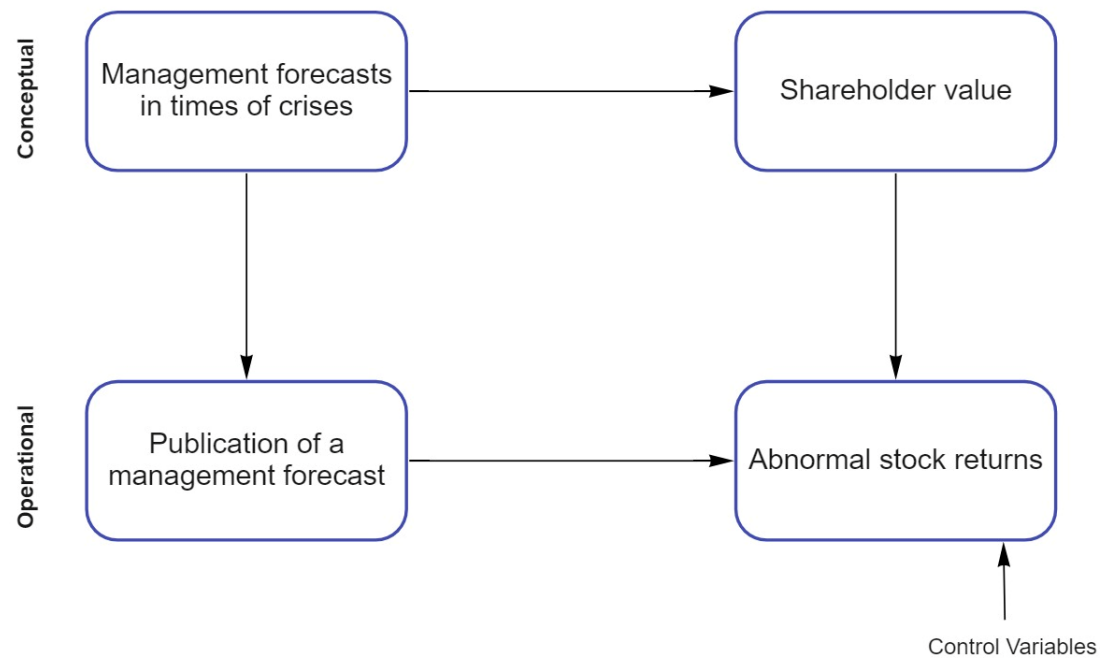 Conceptual
Management forecasts
in times of crises
Shareholder value
Operational
Publication of a
management forecast
Abnormal stock returns
Control Variables